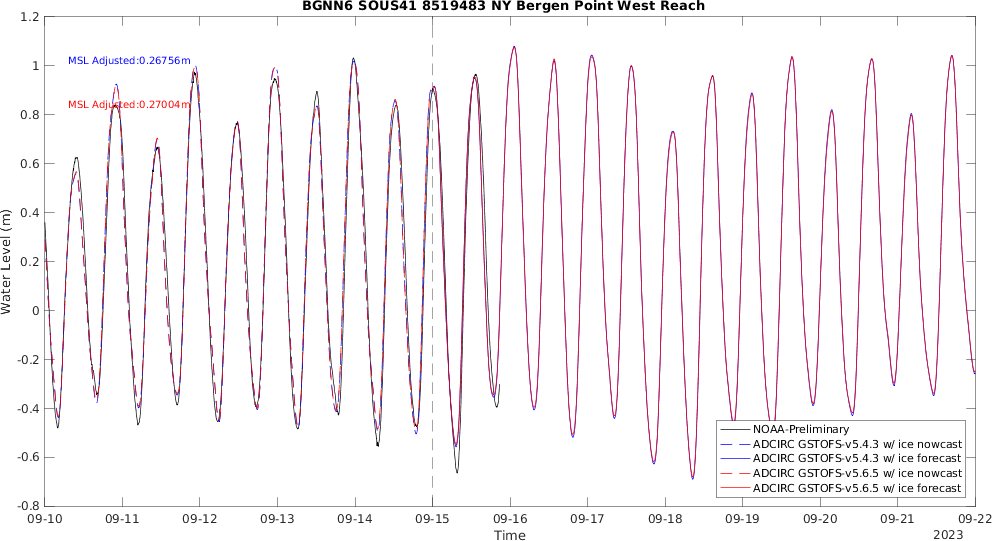 BGNN6 SOUS41 8519483 NY Bergen Point West Reach
MSL Adjusted:0.26756m
MSL Adjusted:0.27004m
Water Level (m)
1.2
1
0.8
0.6
0.4
0.2
0
-0.2
-0.4
-0.6
-0.8
NOAA-Preliminary
ADCIRC GSTOFS-v5.4.3 w/ ice nowcast
ADCIRC GSTOFS-v5.4.3 w/ ice forecast
ADCIRC GSTOFS-v5.6.5 w/ ice nowcast
ADCIRC GSTOFS-v5.6.5 w/ ice forecast
09-10 09-11 09-12 09-13 09-14 09-15 09-16 09-17 09-18 09-19 09-20 09-21 09-22
Time
2023